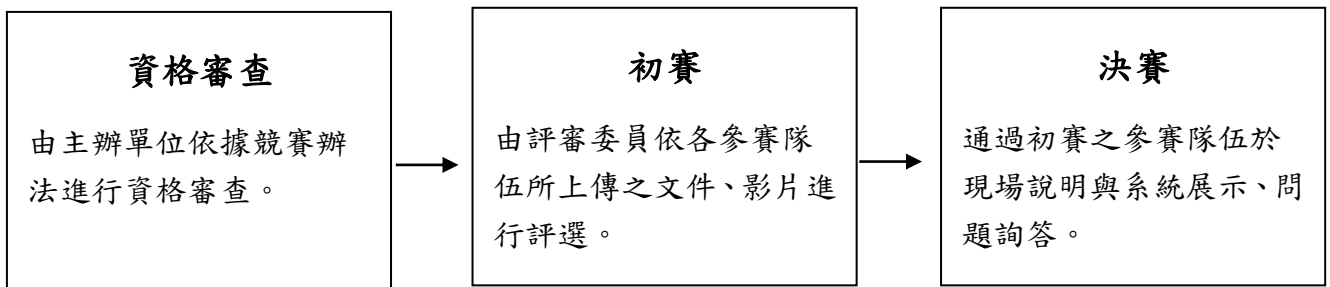 資格審查
由主辦單位依據競賽辦
法進行資格審查。
初賽
由評審委員依各參賽隊
伍所上傳之文件、影片進
行評選。
決賽
通過初賽之參賽隊伍於
現場說明與系統展示、問
題詢答。